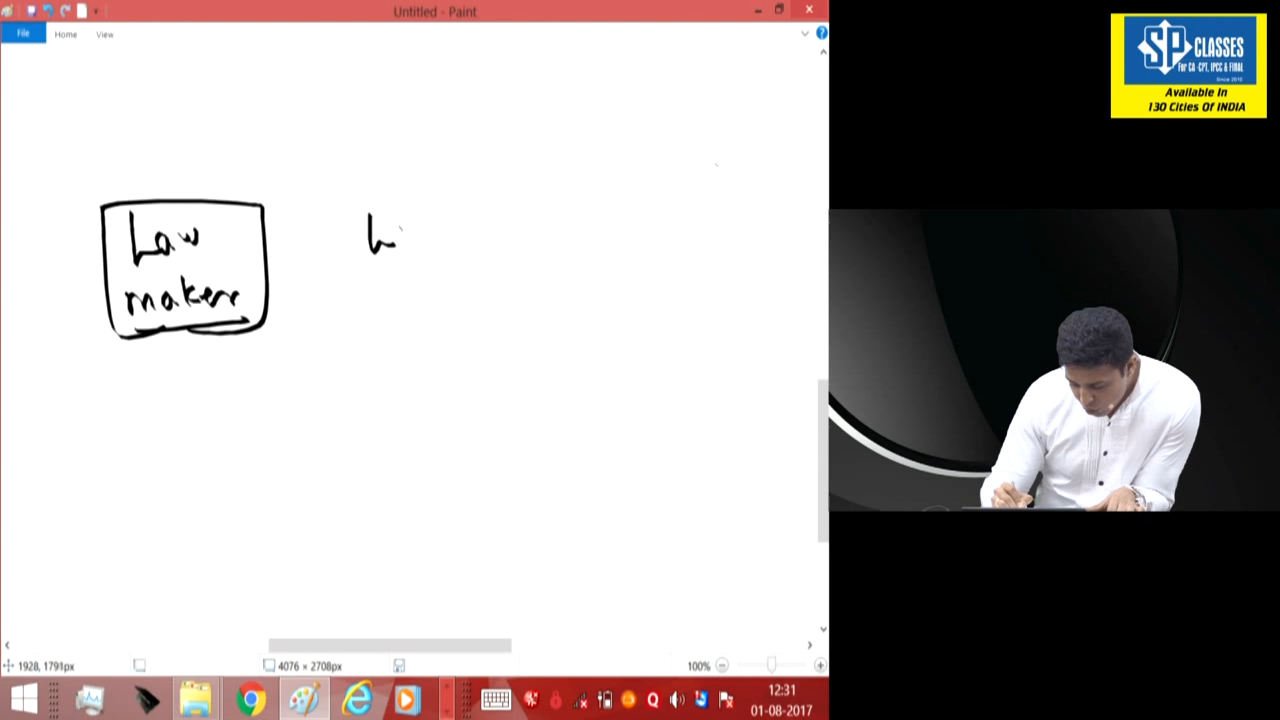 Untitled - Paint
File Home View
SP CLASSES
For CA -CPT, IPCC & FINAL
Since 2010
Available In
130 Cities Of INDIA
Law
maker
1928, 1791px
4076 × 2708px
100%
12:31
01-08-2017